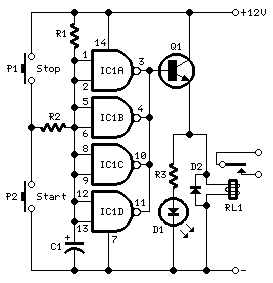 +12V
14
Q1
R1
1
3
P1
Stop
2
IC1A
5
4
R2
6
IC1B
8
10
9
IC1C
D2
R3
RL1
P2
Start
12
11
13
IC1D
D1
7
+
C1
-